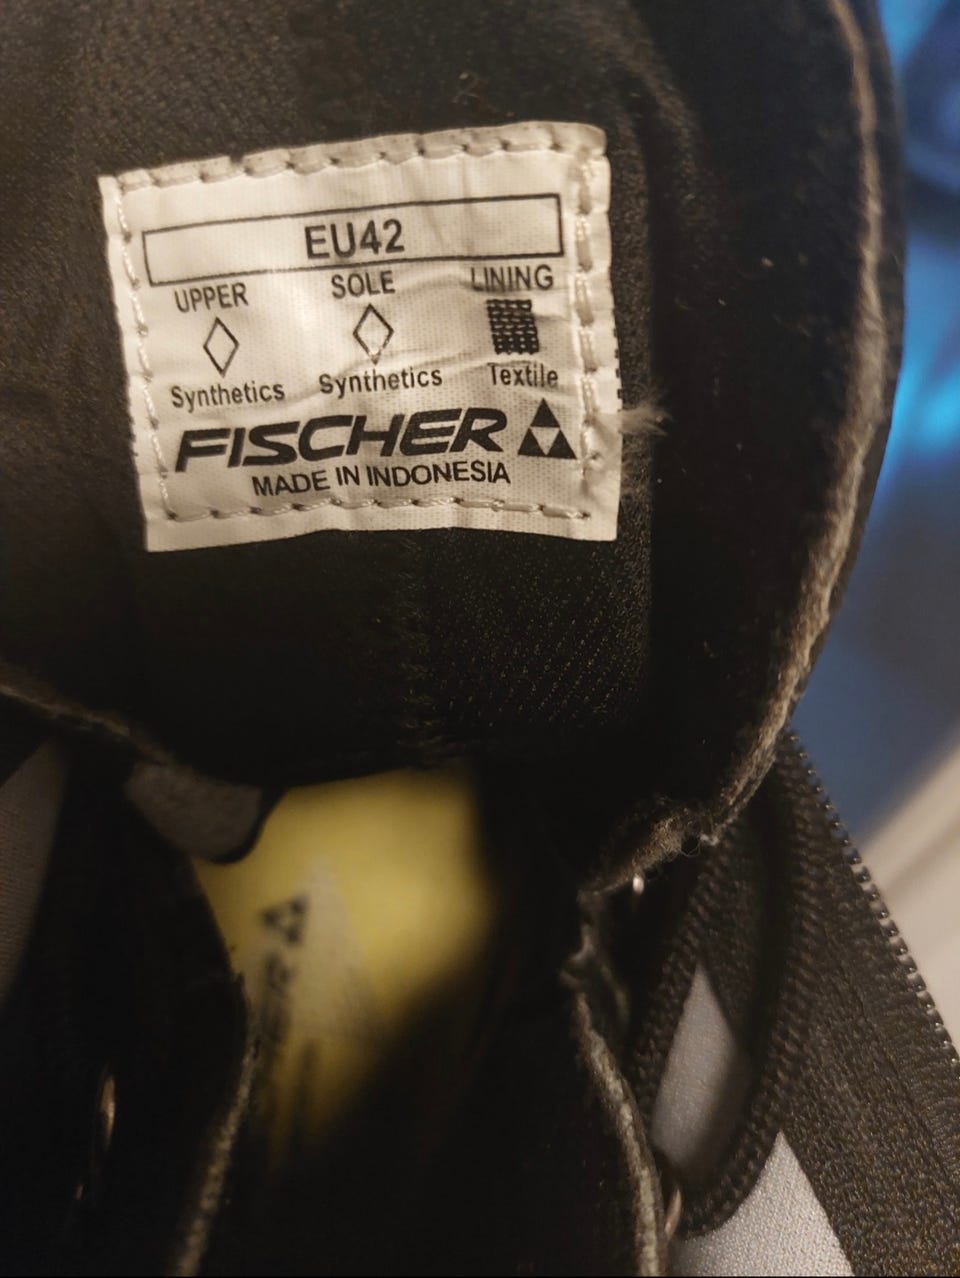 EU42
UPPER SOLE LINING
Synthetics Synthetics Textile
FISCHER
MADE IN INDONESIA